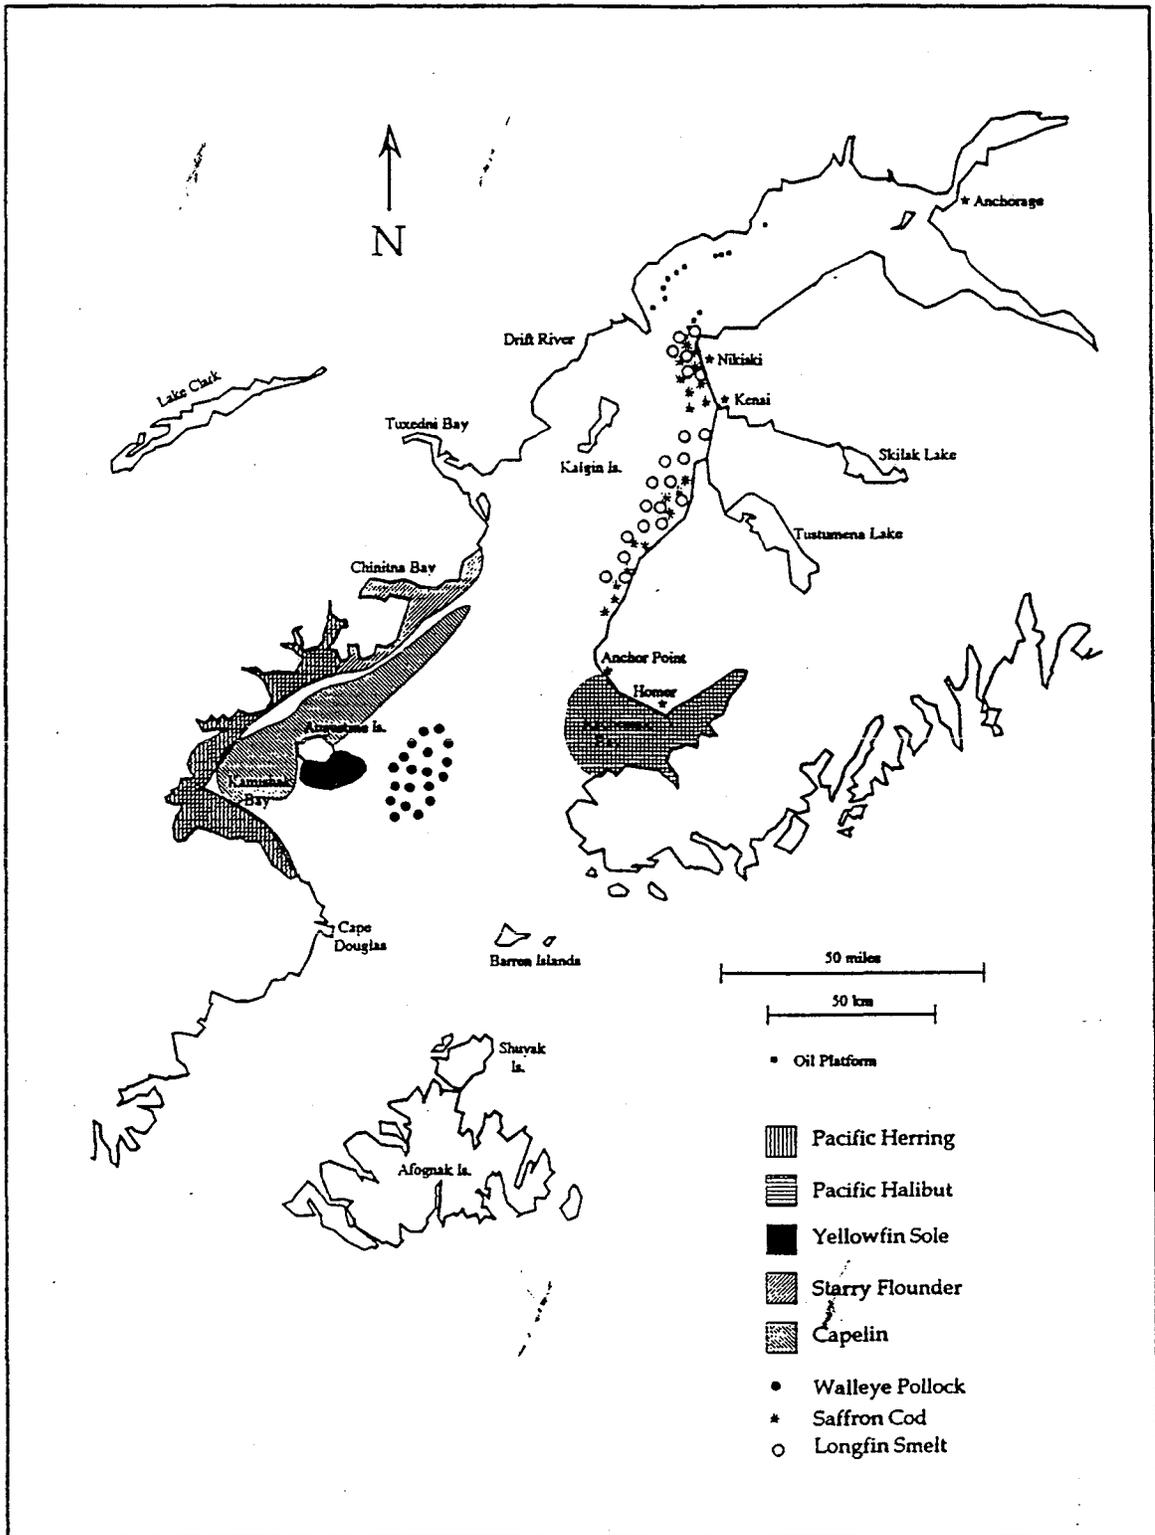 N
Anchorage
Drift River
Nikiski
Lake Clark
Kenai
Tuxedni Bay
Kalgin Is.
Skilak Lake
Tustumena Lake
Chinitna Bay
Anchor Point
Homer
Augustine Is.
Bay
Kamishak
Bay
Cape
Douglas
Barren Islands
50 miles
50 km
Shuyak
Is.
Oil Platform
Afognak Is.
Pacific Herring
Pacific Halibut
Yellowfin Sole
Starry Flounder
Capelin
Walleye Pollock
Saffron Cod
Longfin Smelt